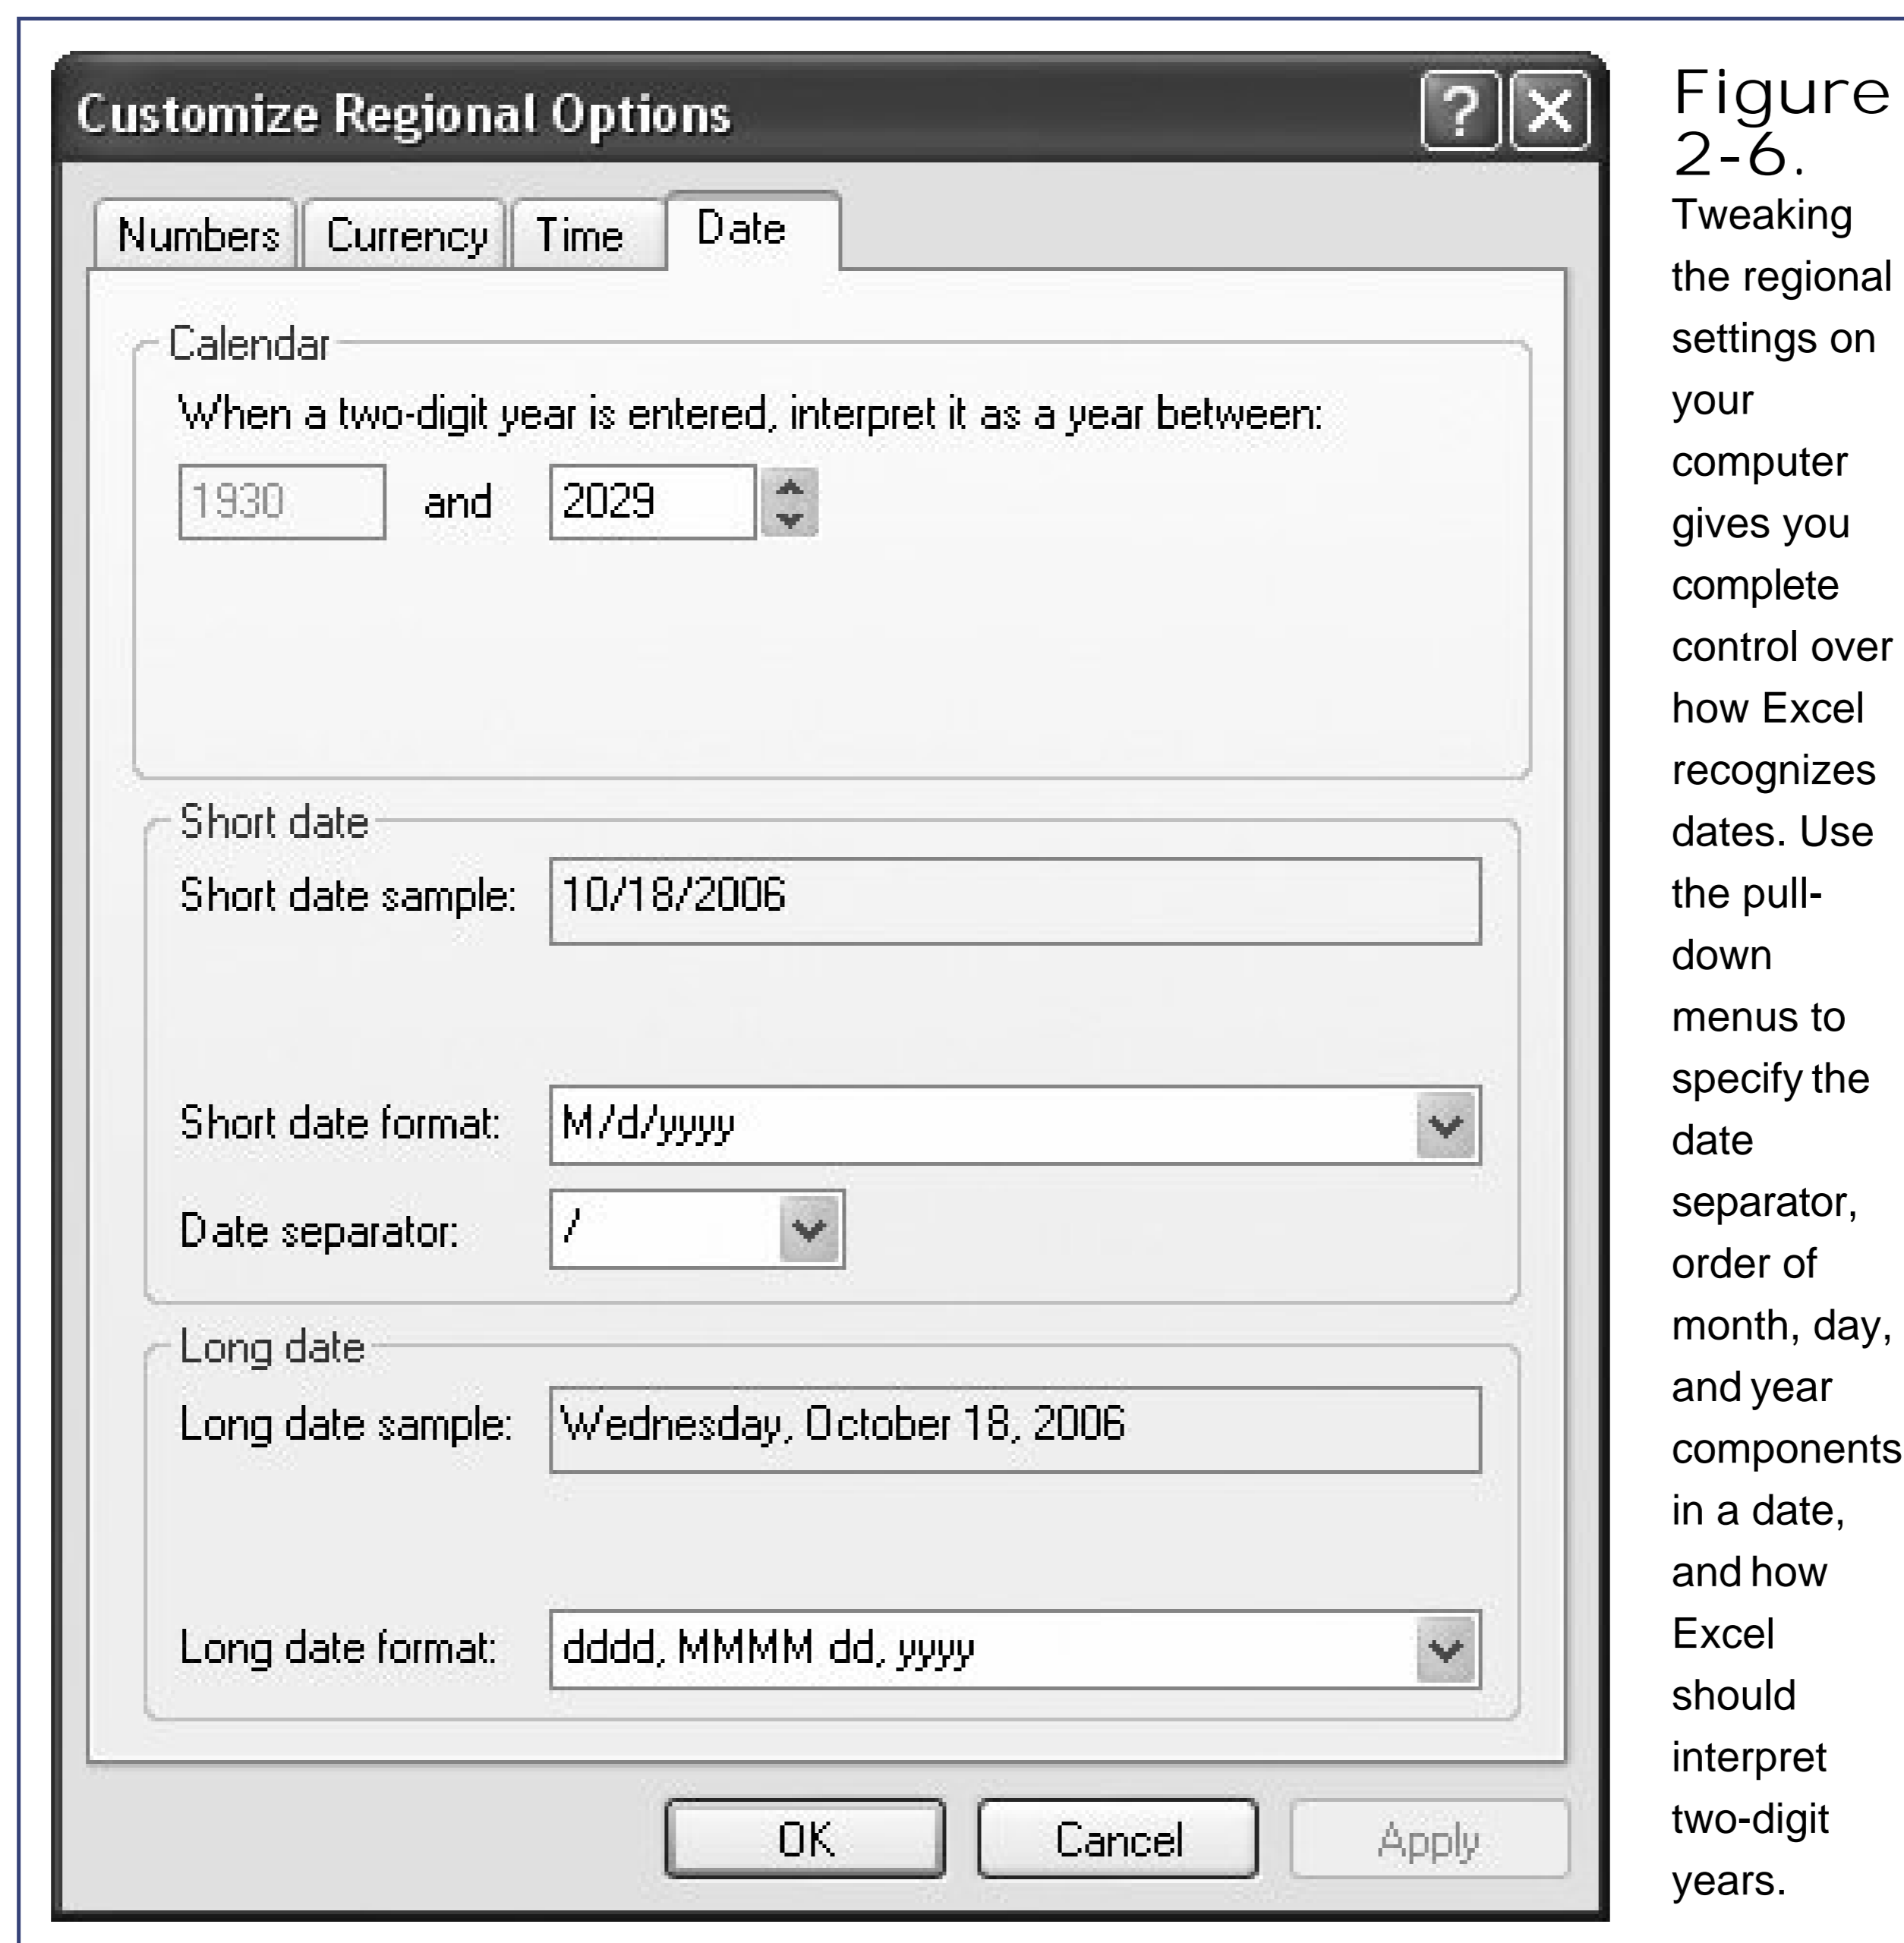 Customize Regional Options
Numbers Currency Time Date
Calendar
When a two-digit year is entered, interpret it as a year between:
1930 and 2029
Short date
Short date sample: 10/18/2006
Short date format: M/d/yyyy
Date separator: /
Long date
Long date sample: Wednesday, October 18, 2006
Long date format: dddd, MMMM dd, yyyy
OK Cancel Apply
Figure
2-6.
Tweaking
the regional
settings on
your
computer
gives you
complete
control over
how Excel
recognizes
dates. Use
the pull-
down
menus to
specify the
date
separator,
order of
month, day,
and year
components
in a date,
and how
Excel
should
interpret
two-digit
years.